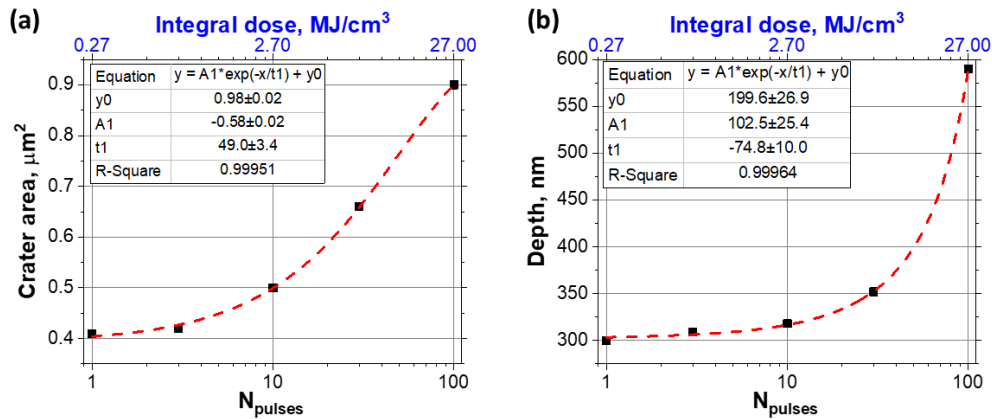 (a)
Integral dose, MJ/cm³
0.27 2.70 27.00
Equation y = A1*exp(-x/t1) + y0
y0 0.98±0.02
A1 -0.58±0.02
t1 49.0±3.4
R-Square 0.99951
0.9
0.8
0.7
0.6
0.5
0.4
Crater area, μm²
1 10 100
Npulses
(b)
Integral dose, MJ/cm³
0.27 2.70 27.00
Equation y = A1*exp(-x/t1) + y0
y0 199.6±26.9
A1 102.5±25.4
t1 -74.8±10.0
R-Square 0.99964
600
550
500
450
400
350
300
Depth, nm
1 10 100
Npulses